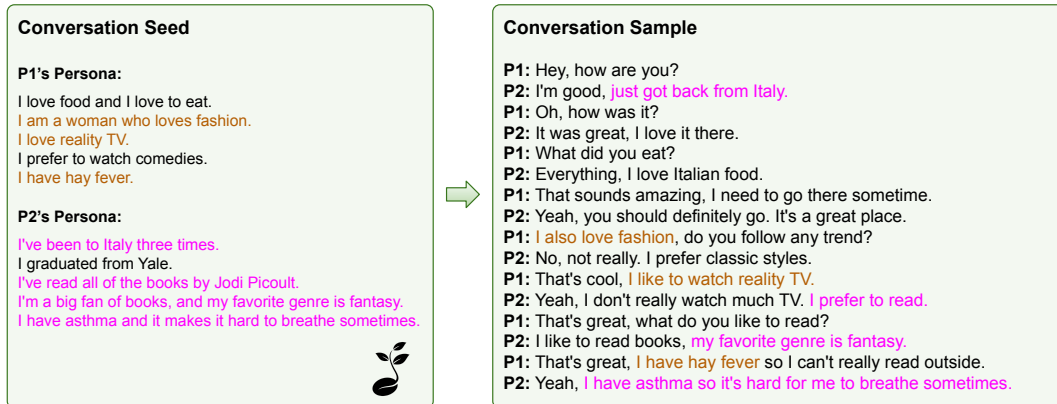 Conversation Seed
P1's Persona:
I love food and I love to eat.
I am a woman who loves fashion.
I love reality TV.
I prefer to watch comedies.
I have hay fever.
P2's Persona:
I've been to Italy three times.
I graduated from Yale.
I've read all of the books by Jodi Picoult.
I'm a big fan of books, and my favorite genre is fantasy.
I have asthma and it makes it hard to breathe sometimes.
Conversation Sample
P1: Hey, how are you?
P2: I'm good, just got back from Italy.
P1: Oh, how was it?
P2: It was great, I love it there.
P1: What did you eat?
P2: Everything, I love Italian food.
P1: That sounds amazing, I need to go there sometime.
P2: Yeah, you should definitely go. It's a great place.
P1: I also love fashion, do you follow any trend?
P2: No, not really. I prefer classic styles.
P1: That's cool, I like to watch reality TV.
P2: Yeah, I don't really watch much TV. I prefer to read.
P1: That's great, what do you like to read?
P2: I like to read books, my favorite genre is fantasy.
P1: That's great, I have hay fever so I can't really read outside.
P2: Yeah, I have asthma so it's hard for me to breathe sometimes.